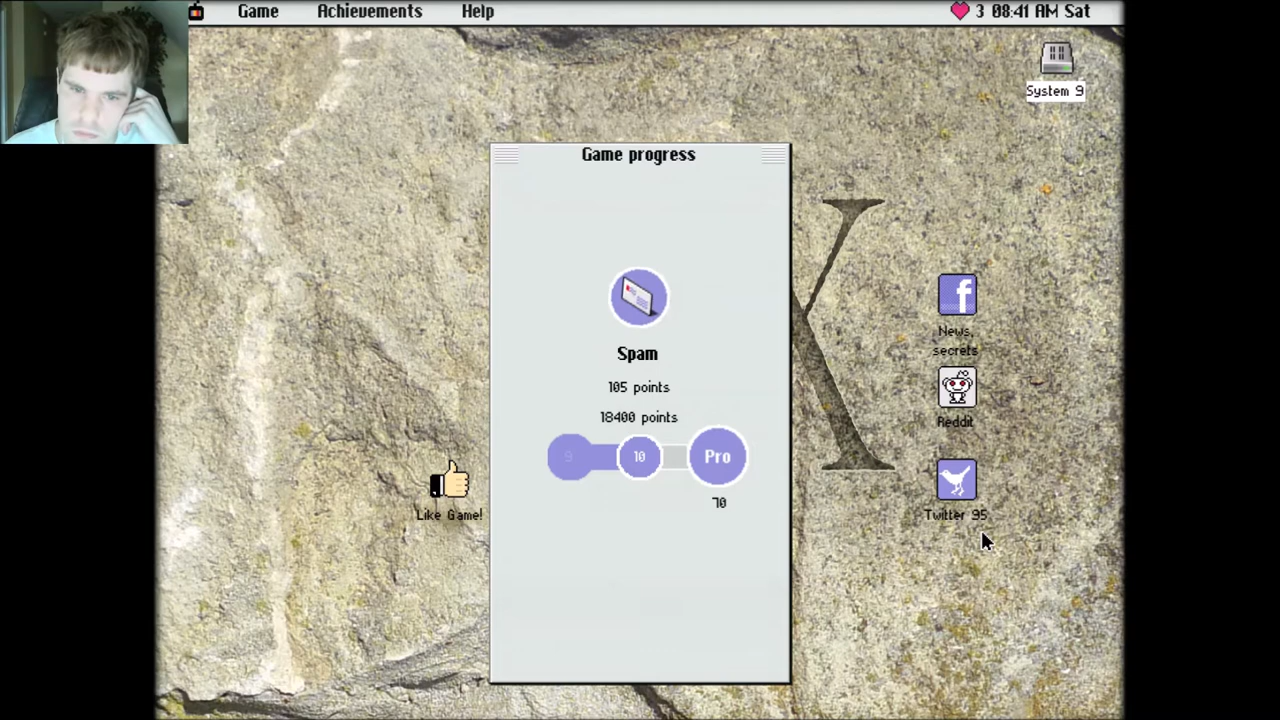 Game Achievements Help 3 08:41 AM Sat
System 9
Game progress
Spam
105 points
18400 points
9 10 Pro
70
News,
secrets
Reddit
Twitter 95
Like Game!
K
f